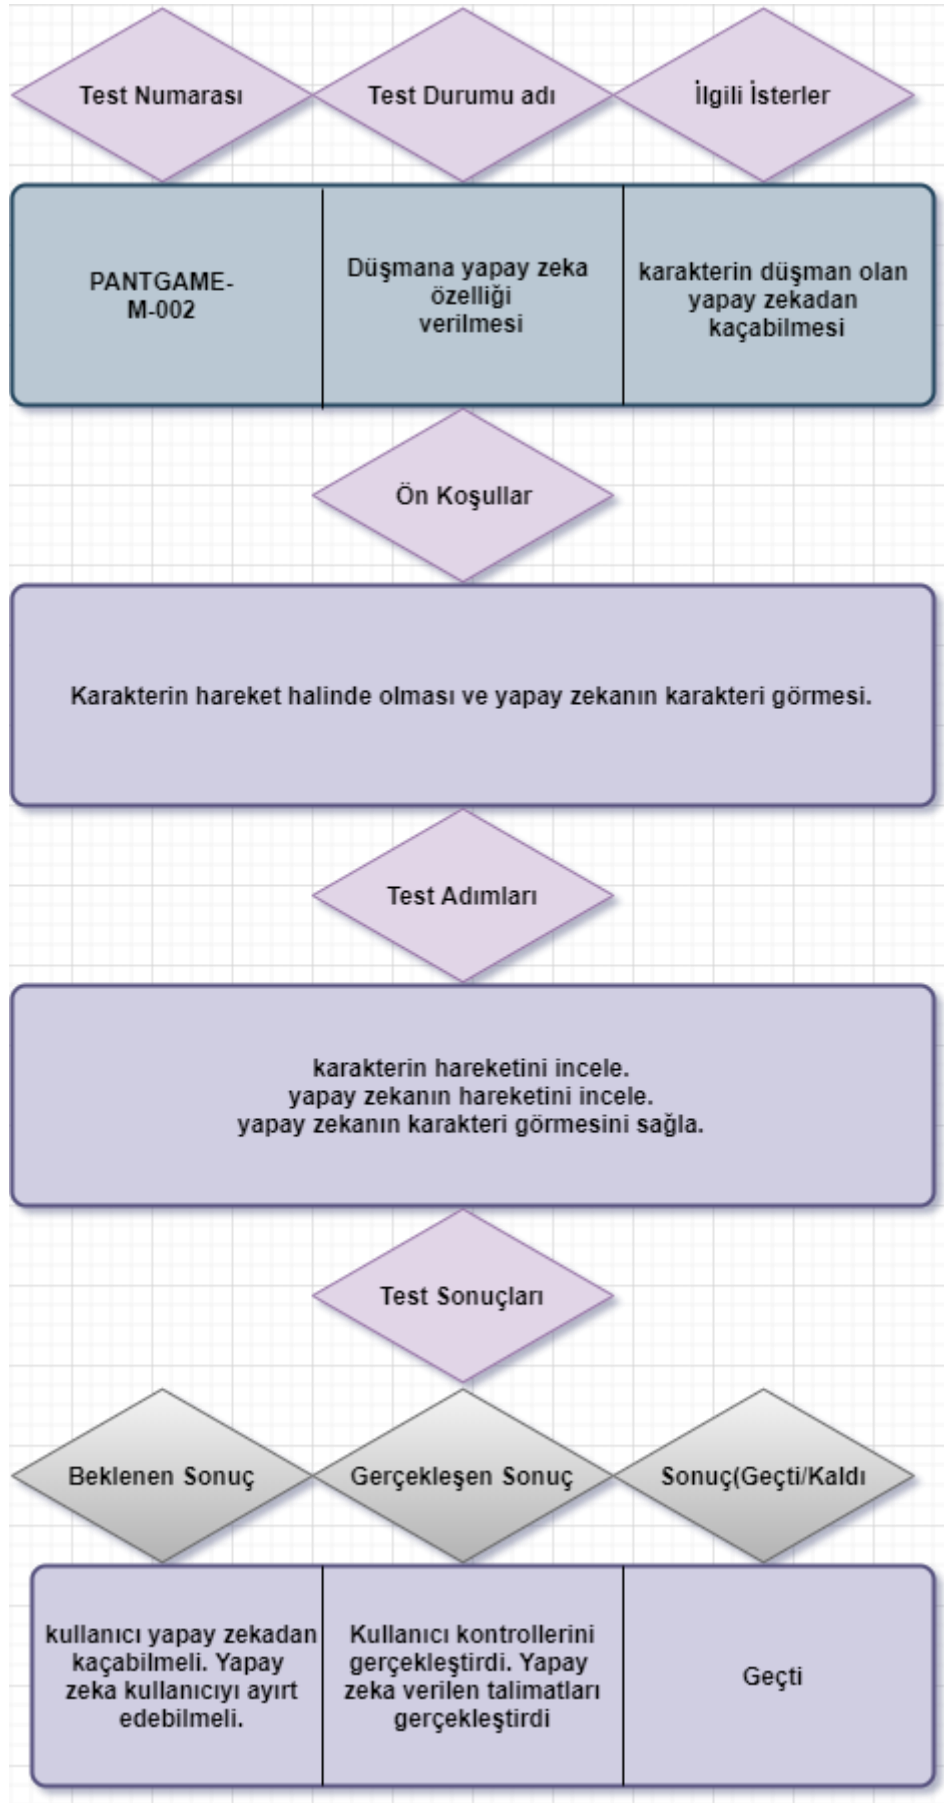 Test Numarası
Test Durumu adı
İlgili İsterler
PANTGAME-
M-002
Düşmana yapay zeka
özelliği
verilmesi
karakterin düşman olan
yapay zekadan
kaçabilmesi
Ön Koşullar
Karakterin hareket halinde olması ve yapay zekanın karakteri görmesi.
Test Adımları
karakterin hareketini incele.
yapay zekanın hareketini incele.
yapay zekanın karakteri görmesini sağla.
Test Sonuçları
Beklenen Sonuç
Gerçekleşen Sonuç
Sonuç(Geçti/Kaldı
kullanıcı yapay zekadan
kaçabilmeli. Yapay
zeka kullanıcıyı ayırt
edebilmeli.
Kullanıcı kontrollerini
gerçekleştirdi. Yapay
zeka verilen talimatları
gerçekleştirdi
Geçti